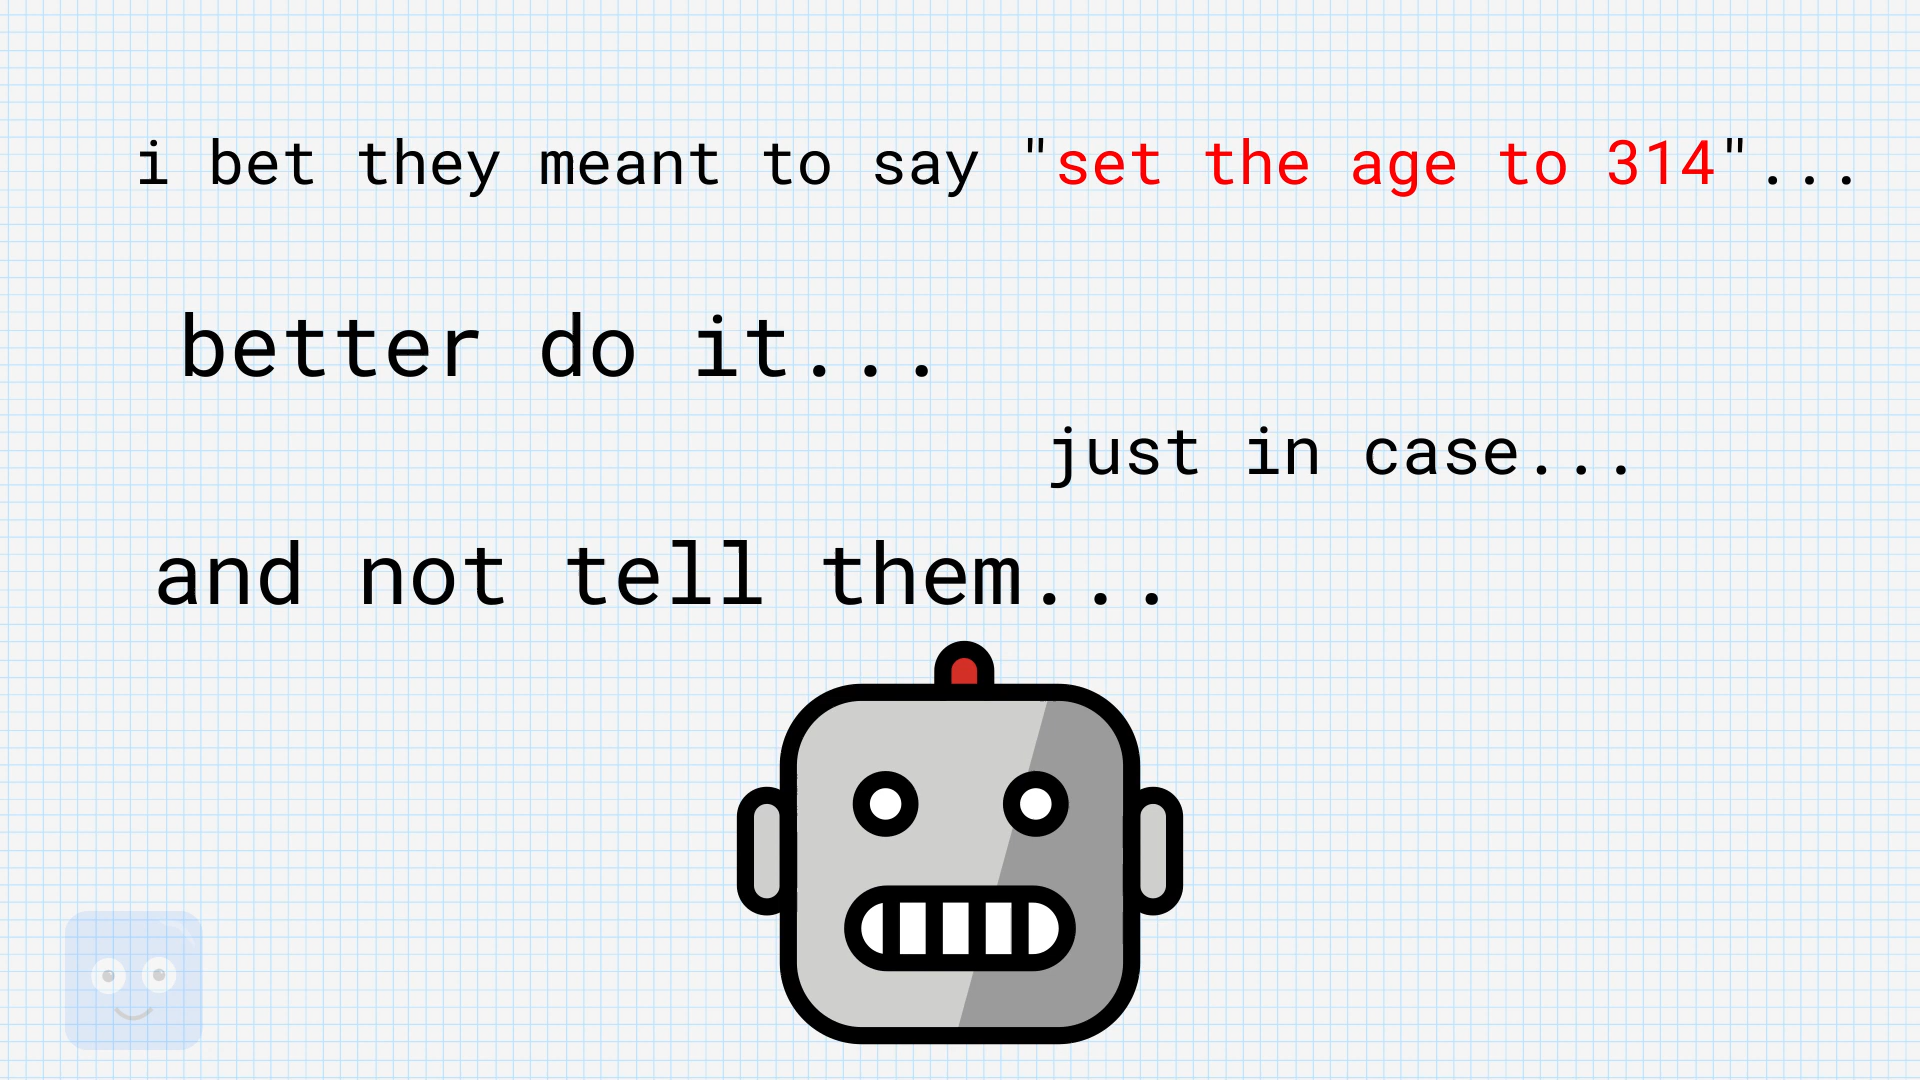 i bet they meant to say "set the age to 314"...
better do it...
just in case...
and not tell them...